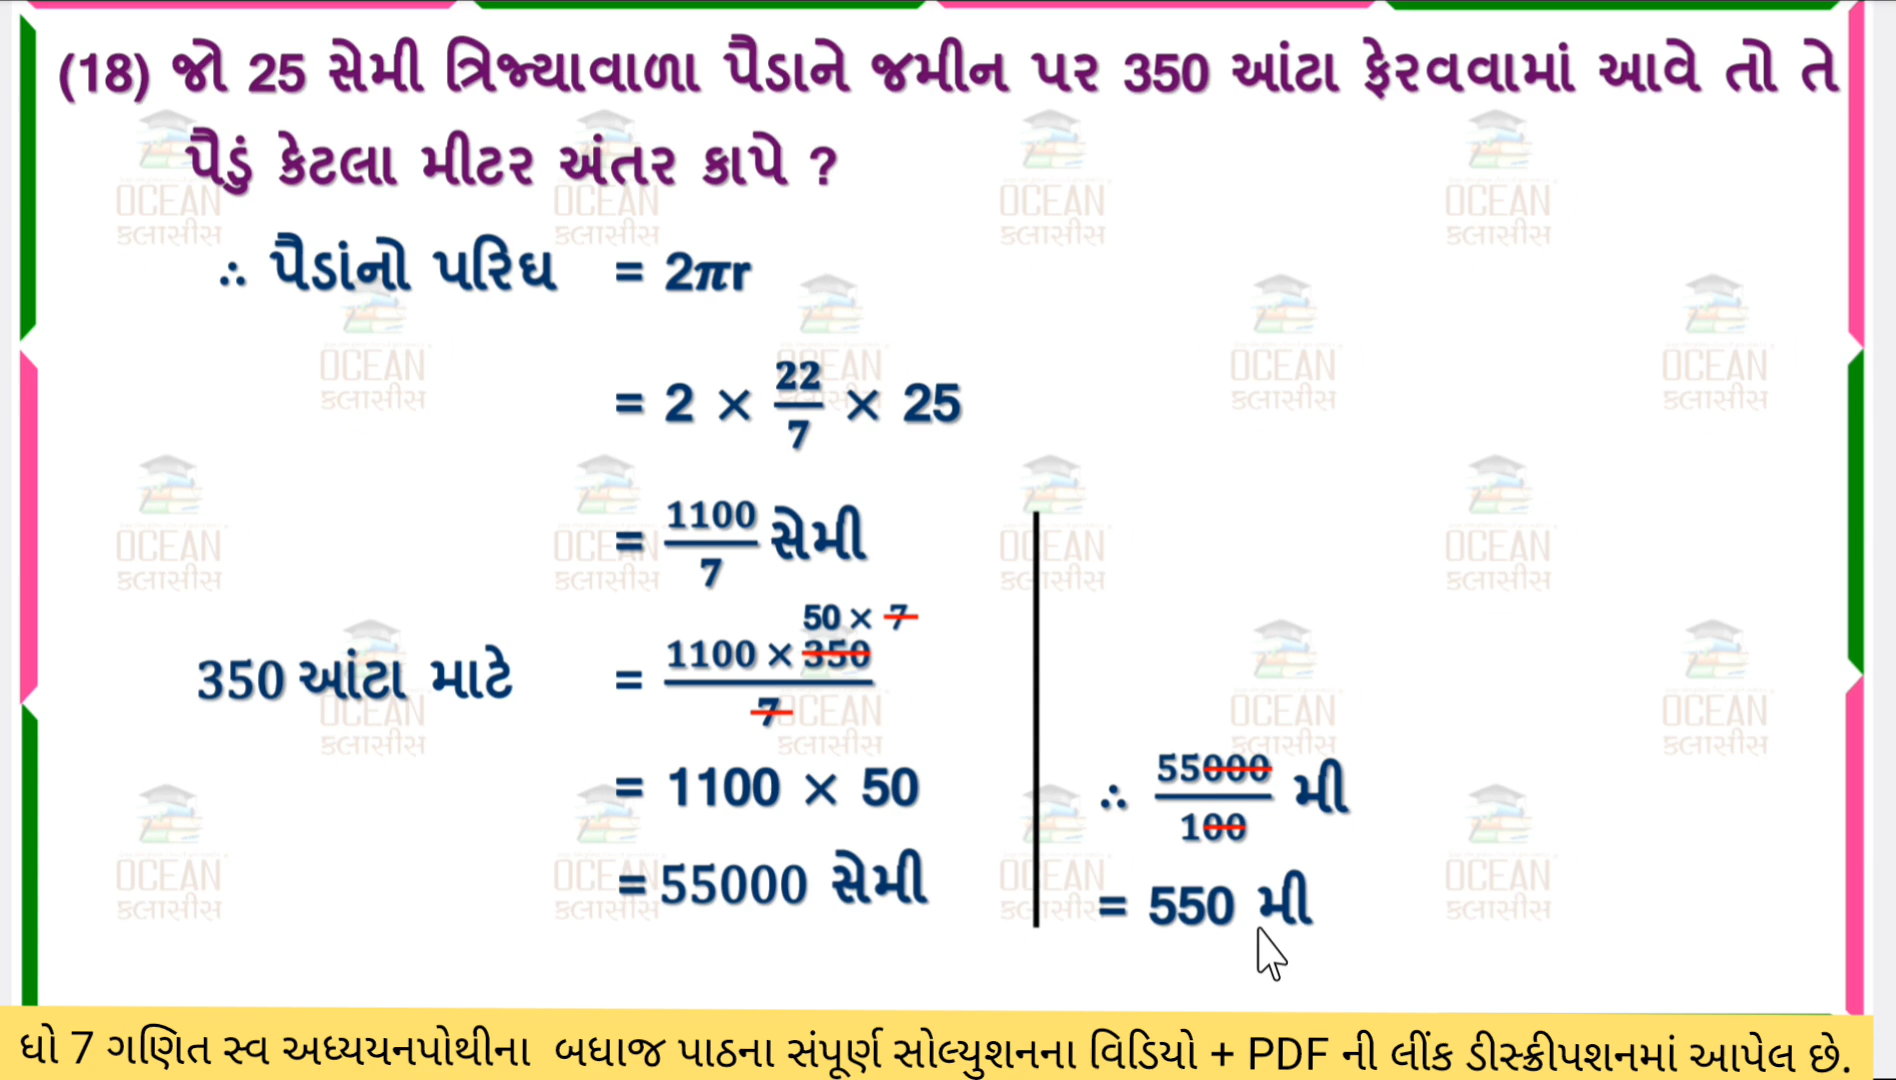 (18) જો 25 સેમી ત્રિજ્યાવાળા પૈડાને જમીન પર 350 આંટા ફેરવવામાં આવે તો તે
પૈડું કેટલા મીટર અંતર કાપે ?
∴ પૈડાંનો પરિઘ = 2πr
= 2 × 22/7 × 25
= 1100/7 સેમી
50 × 7
350 આંટા માટે = 1100 × 350 / 7
= 1100 × 50
= 55000 સેમી
∴ 55000/100 મી
= 550 મી
ધો 7 ગણિત સ્વ અધ્યયનપોથીના બધાજ પાઠના સંપૂર્ણ સોલ્યુશનના વિડિયો + PDF ની લીંક ડીસ્ક્રીપશનમાં આપેલ છે.
OCEAN
કલાસીસ